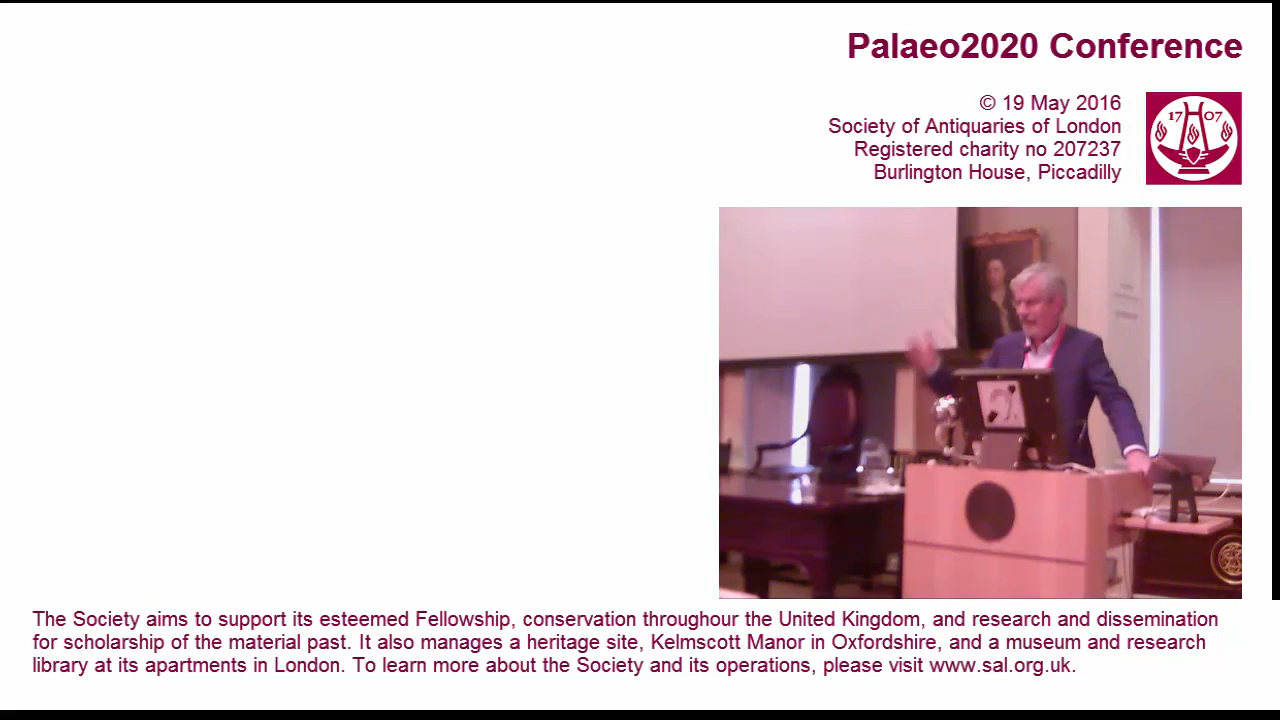 Palaeo2020 Conference
© 19 May 2016
Society of Antiquaries of London
Registered charity no 207237
Burlington House, Piccadilly
17 07
The Society aims to support its esteemed Fellowship, conservation throughour the United Kingdom, and research and dissemination
for scholarship of the material past. It also manages a heritage site, Kelmscott Manor in Oxfordshire, and a museum and research
library at its apartments in London. To learn more about the Society and its operations, please visit www.sal.org.uk.